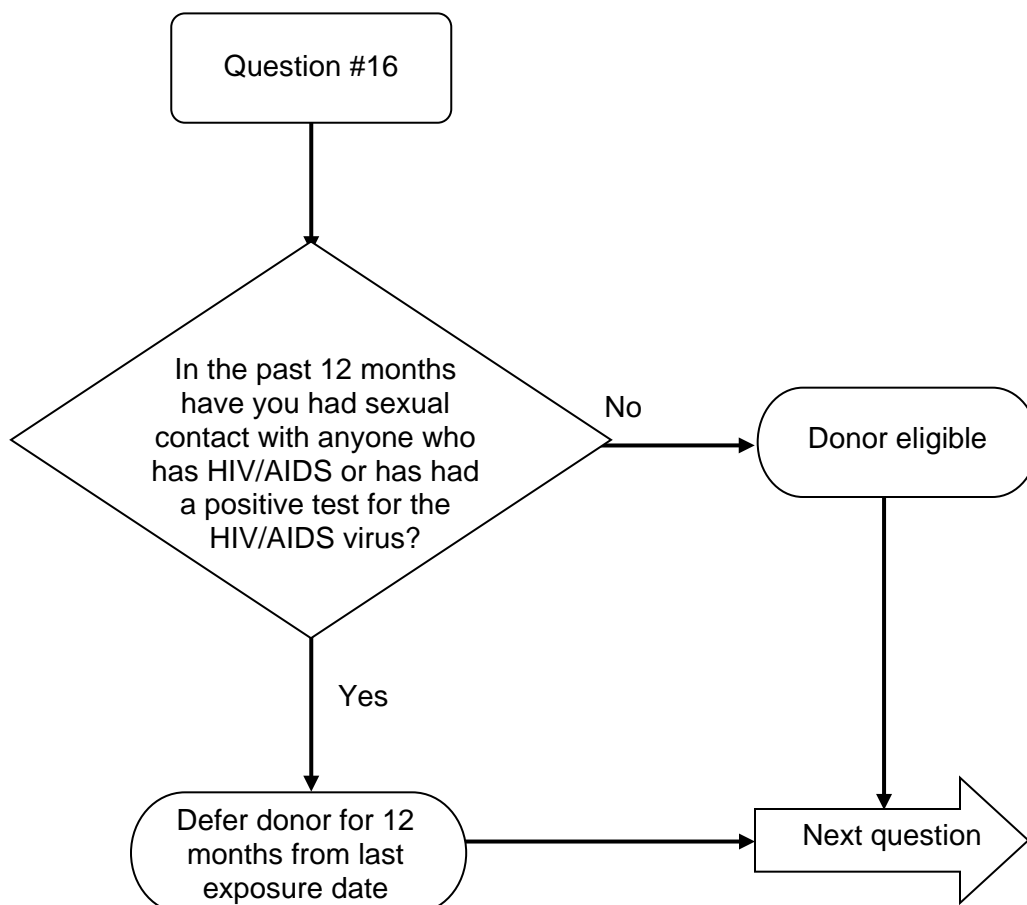 Question #16
In the past 12 months
have you had sexual
contact with anyone who
has HIV/AIDS or has had
a positive test for the
HIV/AIDS virus?
No
Donor eligible
Yes
Defer donor for 12
months from last
exposure date
Next question